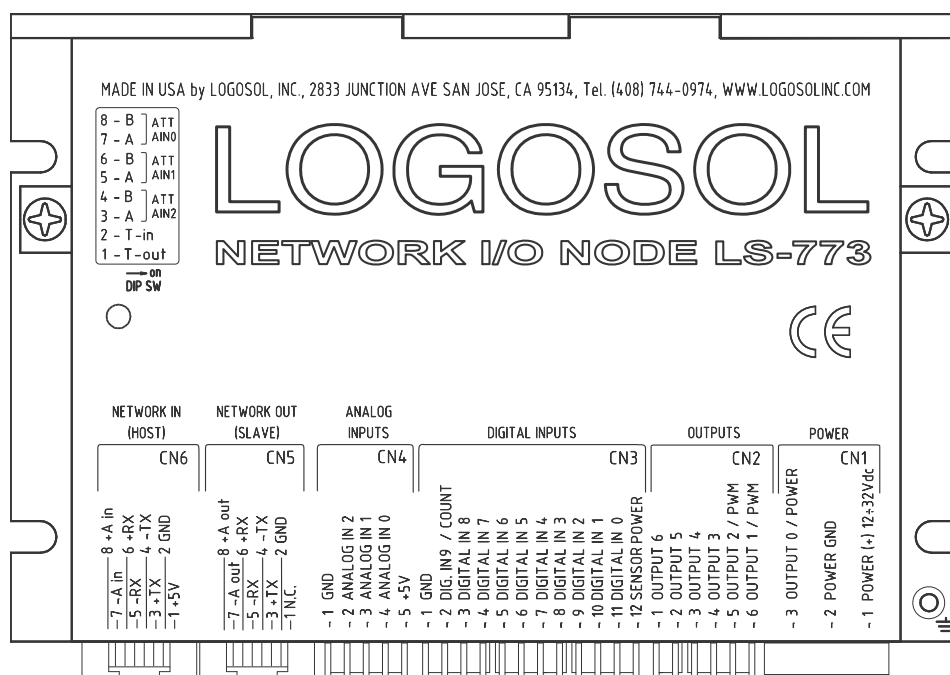 MADE IN USA by LOGOSOL, INC., 2833 JUNCTION AVE SAN JOSE, CA 95134, Tel. (408) 744-0974, WWW.LOGOSOLINC.COM
8 - B
7 - A
ATT
AIN0
6 - B
5 - A
ATT
AIN1
4 - B
3 - A
ATT
AIN2
2 - T-in
1 - T-out
on
DIP SW
LOGOSOL
NETWORK I/O NODE LS-773
CE
NETWORK IN
(HOST)
CN6
8 +A in
7 -A in
6 +RX
5 -RX
4 -TX
3 +TX
2 GND
1 +5V
NETWORK OUT
(SLAVE)
CN5
8 +A out
7 -A out
6 +RX
5 -RX
4 -TX
3 +TX
2 GND
1 N.C.
ANALOG
INPUTS
CN4
1 GND
2 ANALOG IN 2
3 ANALOG IN 1
4 ANALOG IN 0
5 +5V
DIGITAL INPUTS
CN3
1 GND
2 DIG. IN9 / COUNT
3 DIGITAL IN 8
4 DIGITAL IN 7
5 DIGITAL IN 6
6 DIGITAL IN 5
7 DIGITAL IN 4
8 DIGITAL IN 3
9 DIGITAL IN 2
10 DIGITAL IN 1
11 DIGITAL IN 0
12 SENSOR POWER
OUTPUTS
CN2
1 OUTPUT 6
2 OUTPUT 5
3 OUTPUT 4
4 OUTPUT 3
5 OUTPUT 2 / PWM
6 OUTPUT 1 / PWM
POWER
CN1
3 OUTPUT 0 / POWER
2 POWER GND
1 POWER (+) 12÷32Vdc